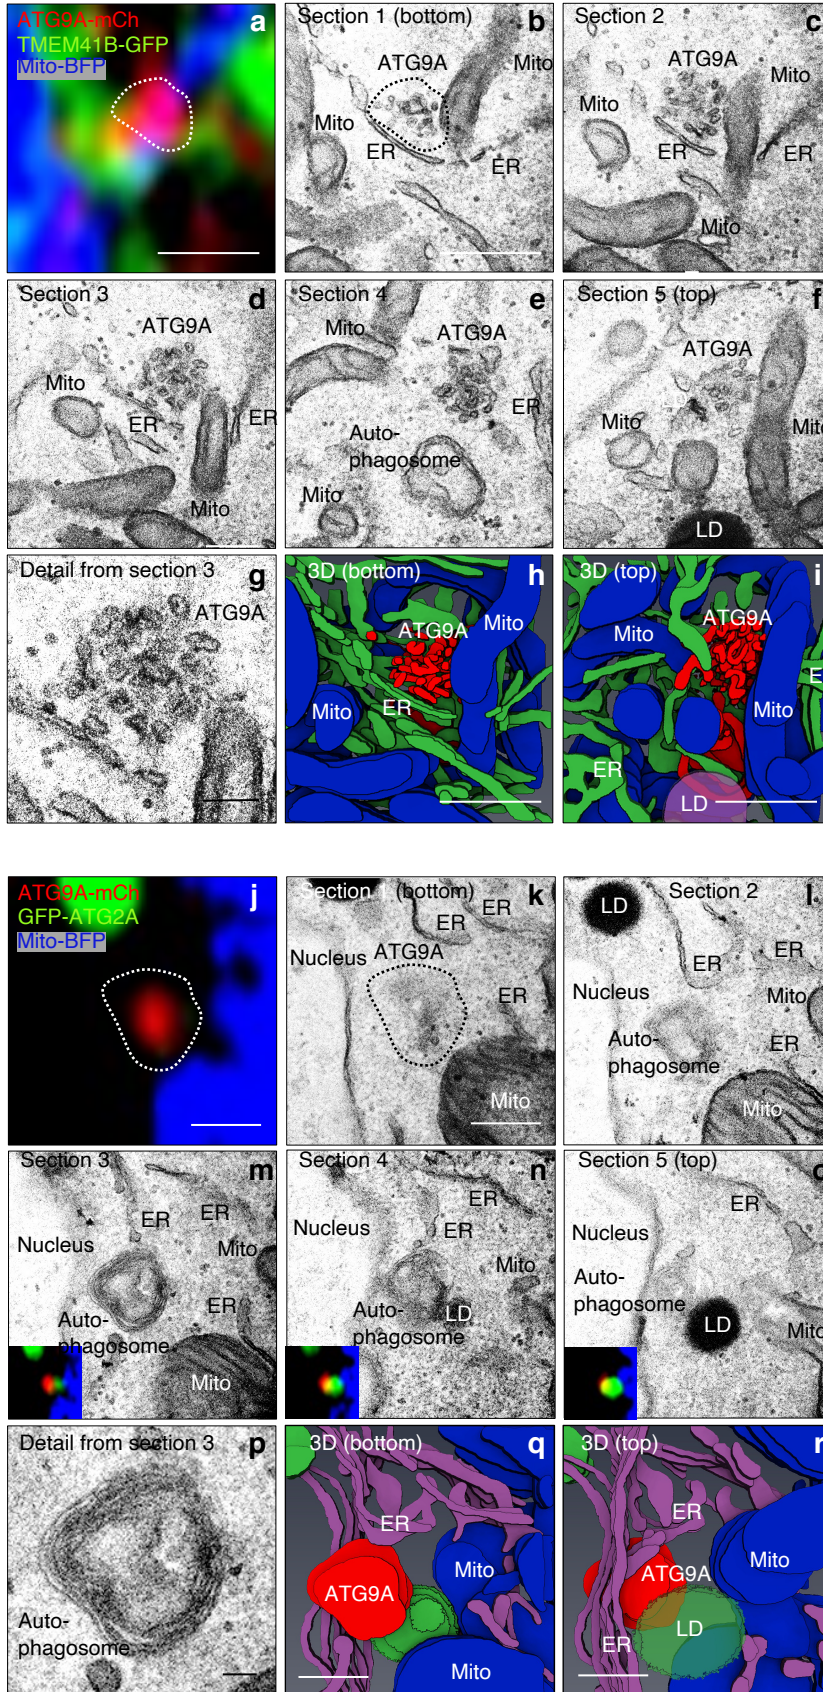 ATG9A-mCh
TMEM41B-GFP
Mito-BFP
a
Section 1 (bottom)
b
ATG9A
Mito
Mito
ER
ER
Section 2
c
ATG9A
Mito
Mito
ER
ER
Mito
Section 3
d
ATG9A
Mito
ER
ER
Mito
Section 4
e
Mito
ATG9A
ER
Auto-
phagosome
Mito
Section 5 (top)
f
ATG9A
Mito
Mito
LD
Detail from section 3
g
ATG9A
3D (bottom)
h
ATG9A
Mito
Mito
ER
3D (top)
i
ATG9A
Mito
Mito
E
ER
LD
ATG9A-mCh
GFP-ATG2A
Mito-BFP
j
Section 1 (bottom)
k
ER
ER
ATG9A
Nucleus
ER
Mito
Section 2
l
LD
ER
ER
Nucleus
Mito
Auto-
phagosome
ER
Mito
Section 3
m
ER
ER
Nucleus
Mito
Auto-
phagosome
ER
Mito
Section 4
n
ER
ER
Nucleus
Mito
Auto-
phagosome
LD
Section 5 (top)
o
ER
Nucleus
Auto-
phagosome
LD
Mito
Detail from section 3
p
Auto-
phagosome
3D (bottom)
q
ER
ATG9A
Mito
Mito
3D (top)
r
ER
ATG9A
Mito
LD
ER